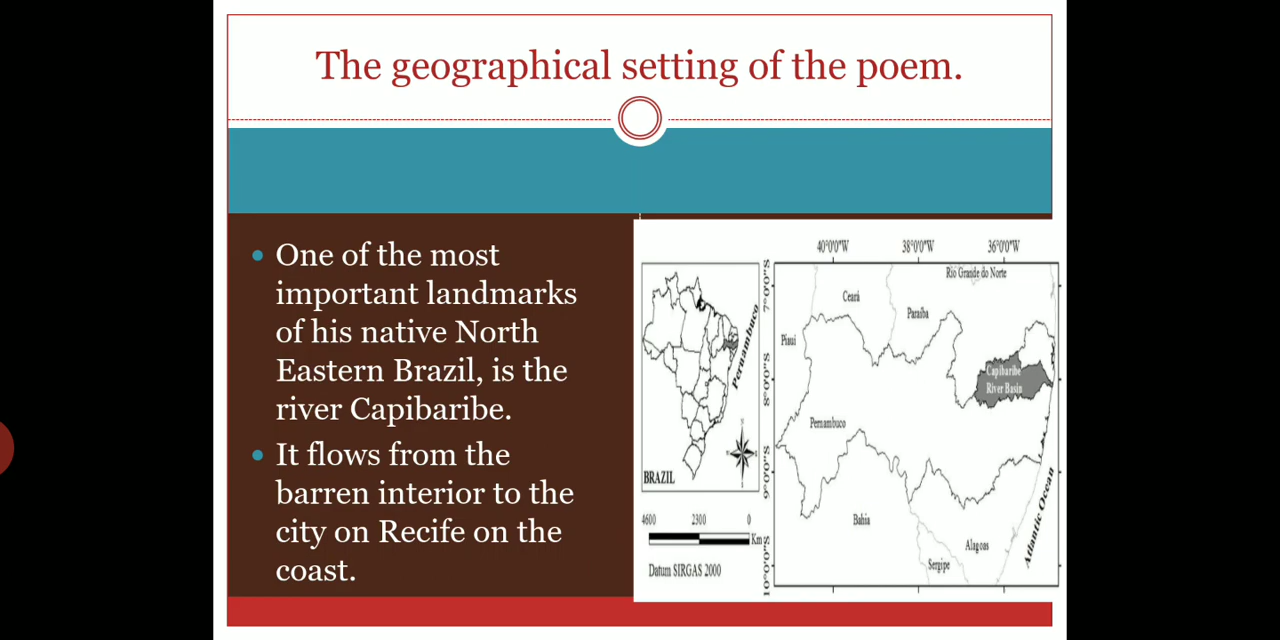 The geographical setting of the poem.
• One of the most
important landmarks
of his native North
Eastern Brazil, is the
river Capibaribe.
• It flows from the
barren interior to the
city on Recife on the
coast.
BRAZIL
Pernambuco
4600 2300 0
Km
Datum SIRGAS 2000
40°0'0"W 38°0'0"W 36°0'0"W
7°0'0"S
8°0'0"S
9°0'0"S
10°0'0"S
Rio Grande do Norte
Ceará
Paraíba
Piauí
Capibaribe
River Basin
Pernambuco
Bahia
Alagoas
Sergipe
Atlantic Ocean